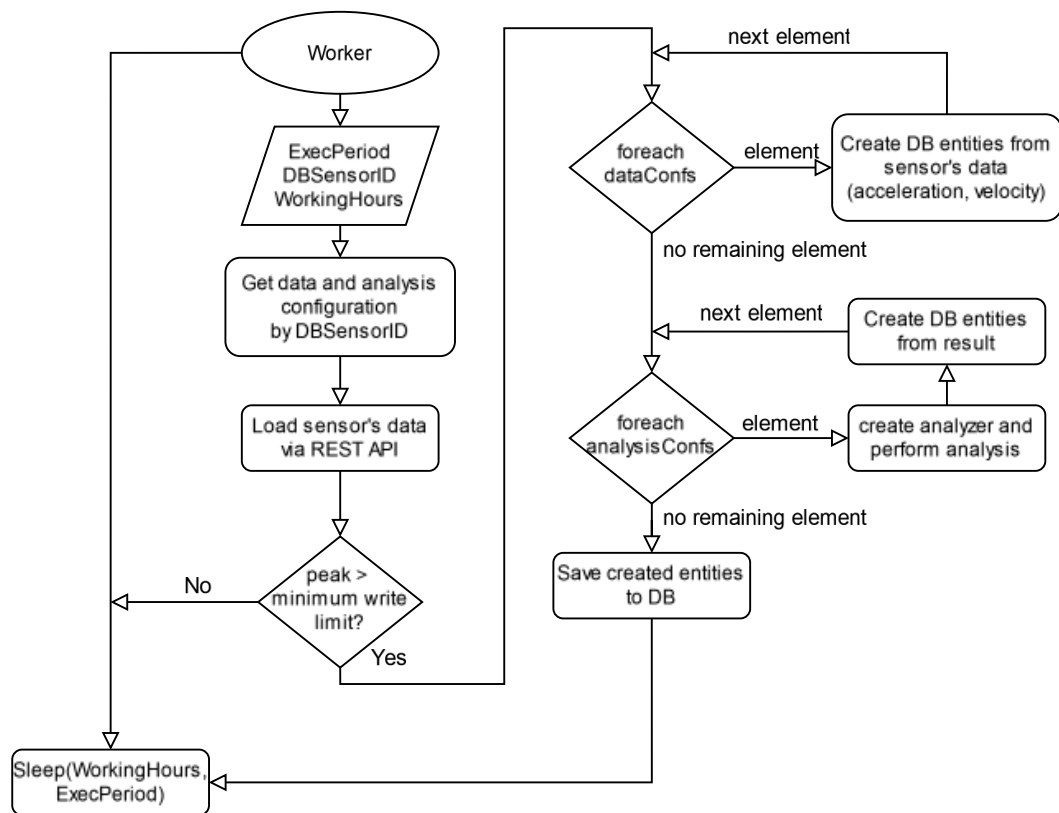 Worker
ExecPeriod
DBSensorID
WorkingHours
Get data and analysis
configuration
by DBSensorID
Load sensor's data
via REST API
peak >
minimum write
limit?
No
Yes
Sleep(WorkingHours,
ExecPeriod)
next element
foreach
dataConfs
element
Create DB entities from
sensor's data
(acceleration, velocity)
no remaining element
next element
Create DB entities
from result
foreach
analysisConfs
element
create analyzer and
perform analysis
no remaining element
Save created entities
to DB